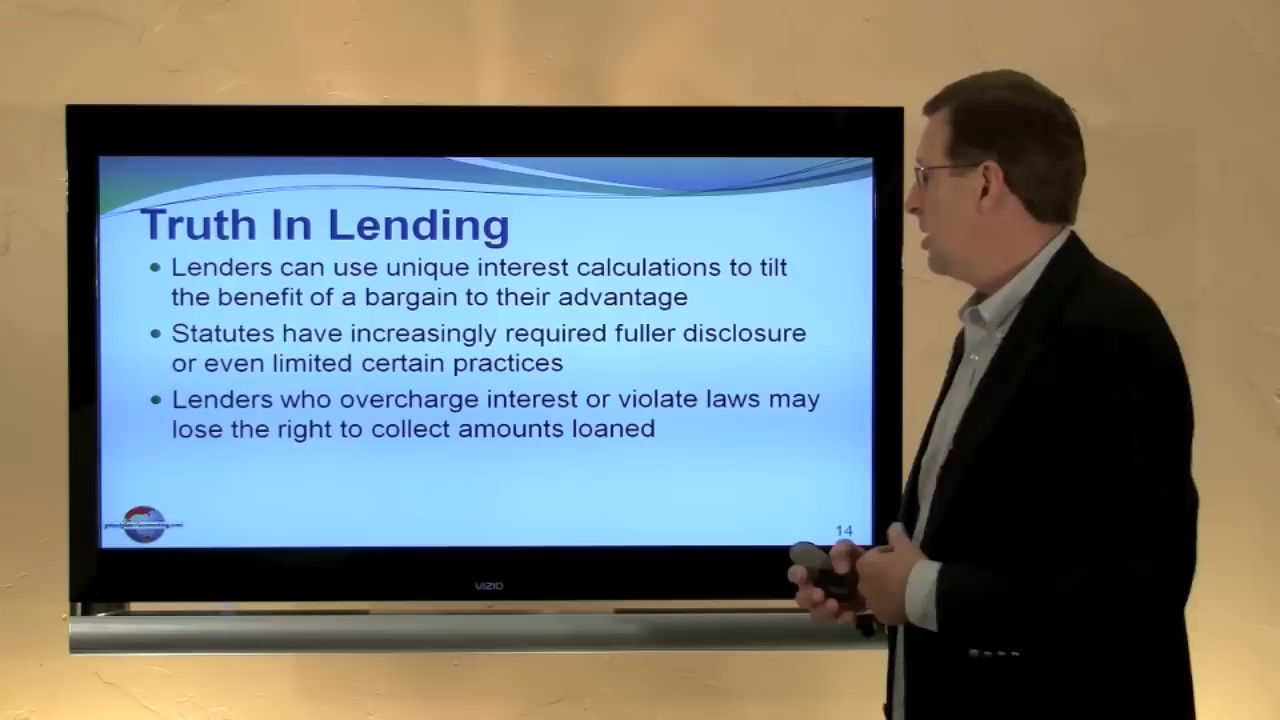 Truth In Lending
• Lenders can use unique interest calculations to tilt
the benefit of a bargain to their advantage
• Statutes have increasingly required fuller disclosure
or even limited certain practices
• Lenders who overcharge interest or violate laws may
lose the right to collect amounts loaned
principlesofaccounting.com
14
VIZIO